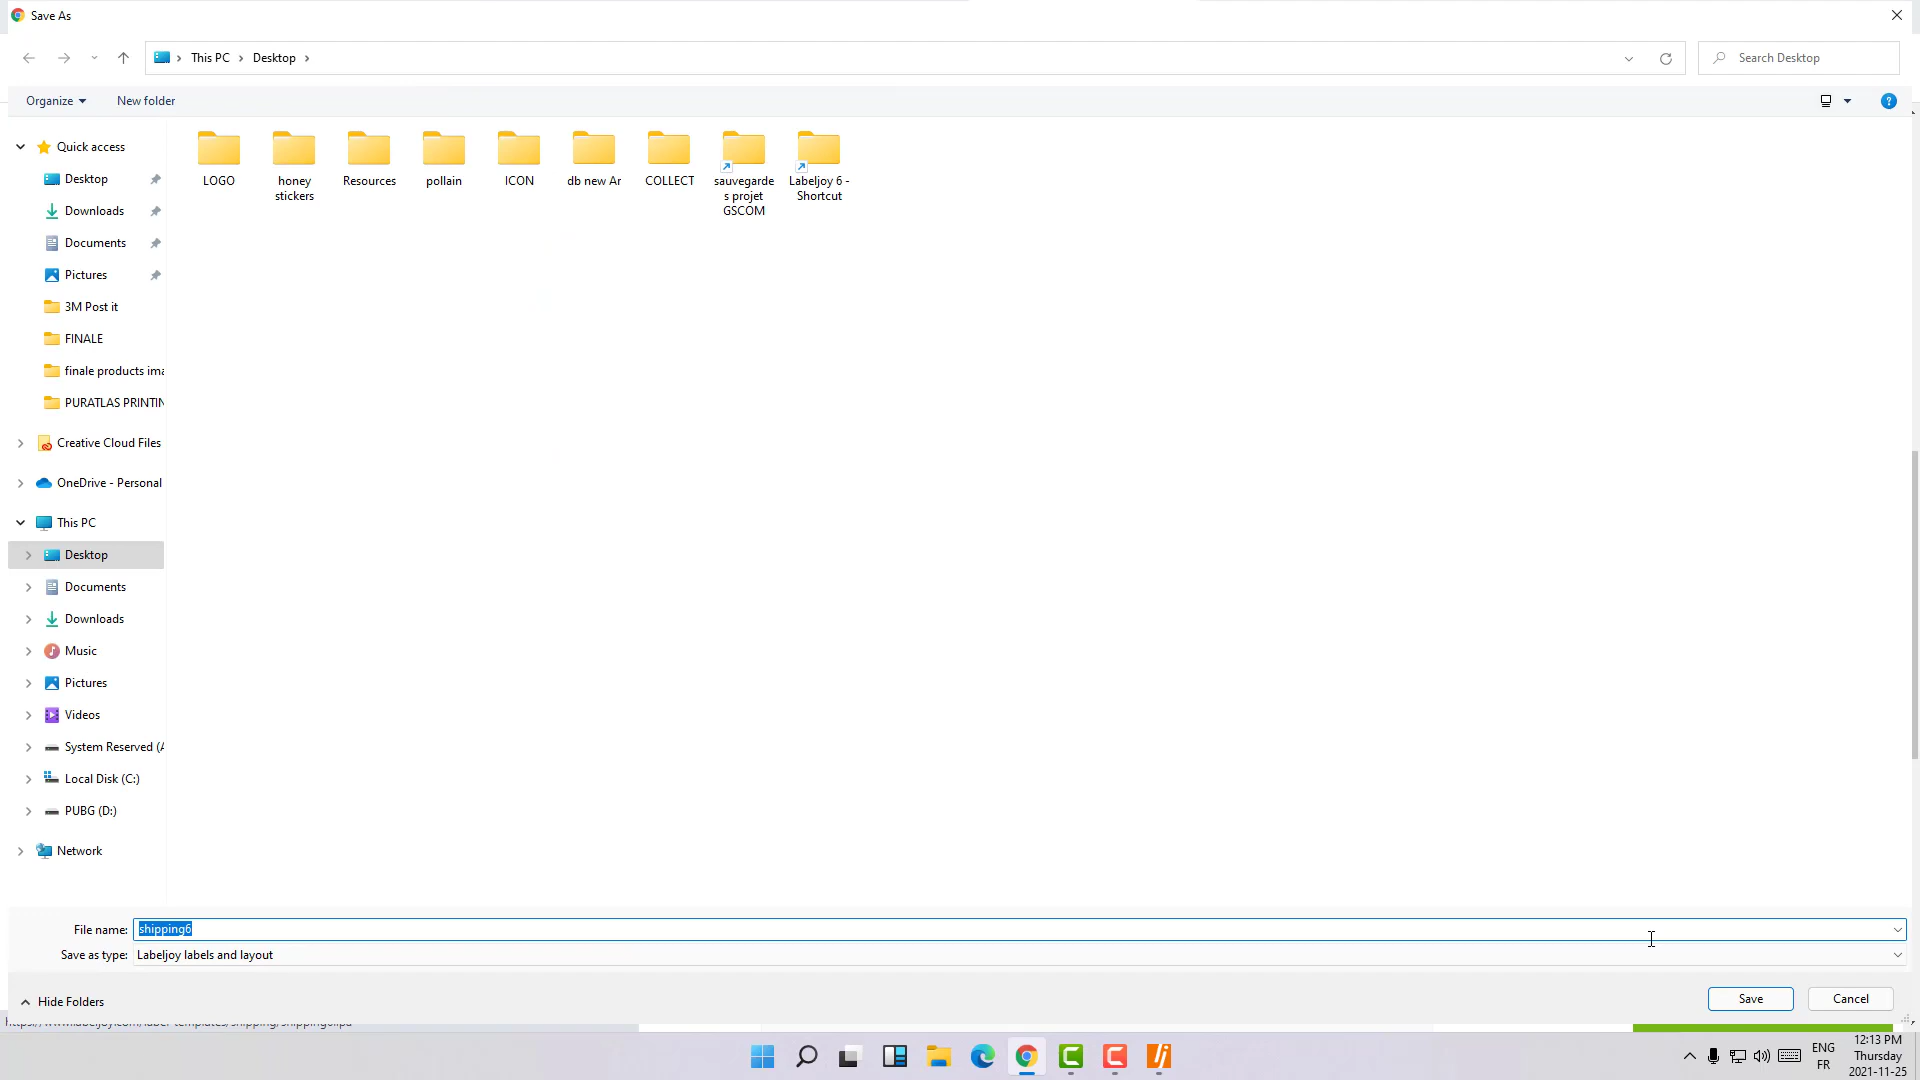 Save As
This PC
Desktop
Search Desktop
Organize
New folder
Quick access
Desktop
Downloads
Documents
Pictures
3M Post it
FINALE
finale products ima
PURATLAS PRINTIN
Creative Cloud Files
OneDrive - Personal
This PC
Desktop
Documents
Downloads
Music
Pictures
Videos
System Reserved (A
Local Disk (C:)
PUBG (D:)
Network
LOGO
honey
stickers
Resources
pollain
ICON
db new Ar
COLLECT
sauvegarde
s projet
GSCOM
Labeljoy 6 -
Shortcut
File name:
shipping6
Save as type:
Labeljoy labels and layout
Hide Folders
Save
Cancel
ENG
FR
12:13 PM
Thursday
2021-11-25